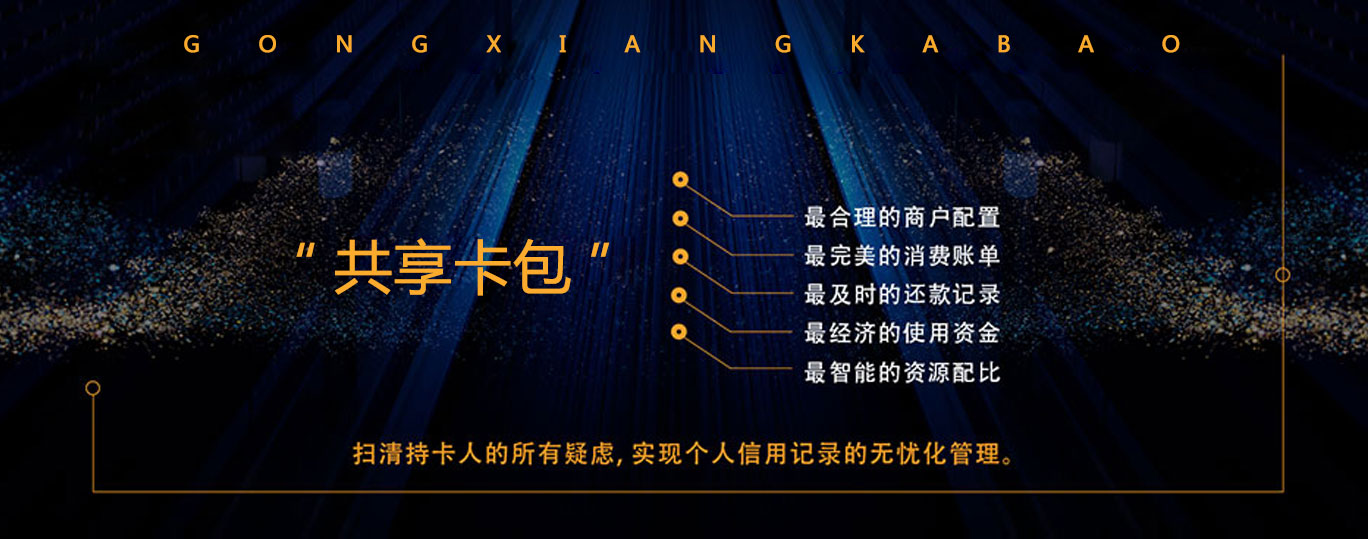 GONGXIANGKABAO
“共享卡包”
最合理的商户配置
最完美的消费账单
最及时的还款记录
最经济的使用资金
最智能的资源配比
扫清持卡人的所有疑虑,实现个人信用记录的无忧化管理。